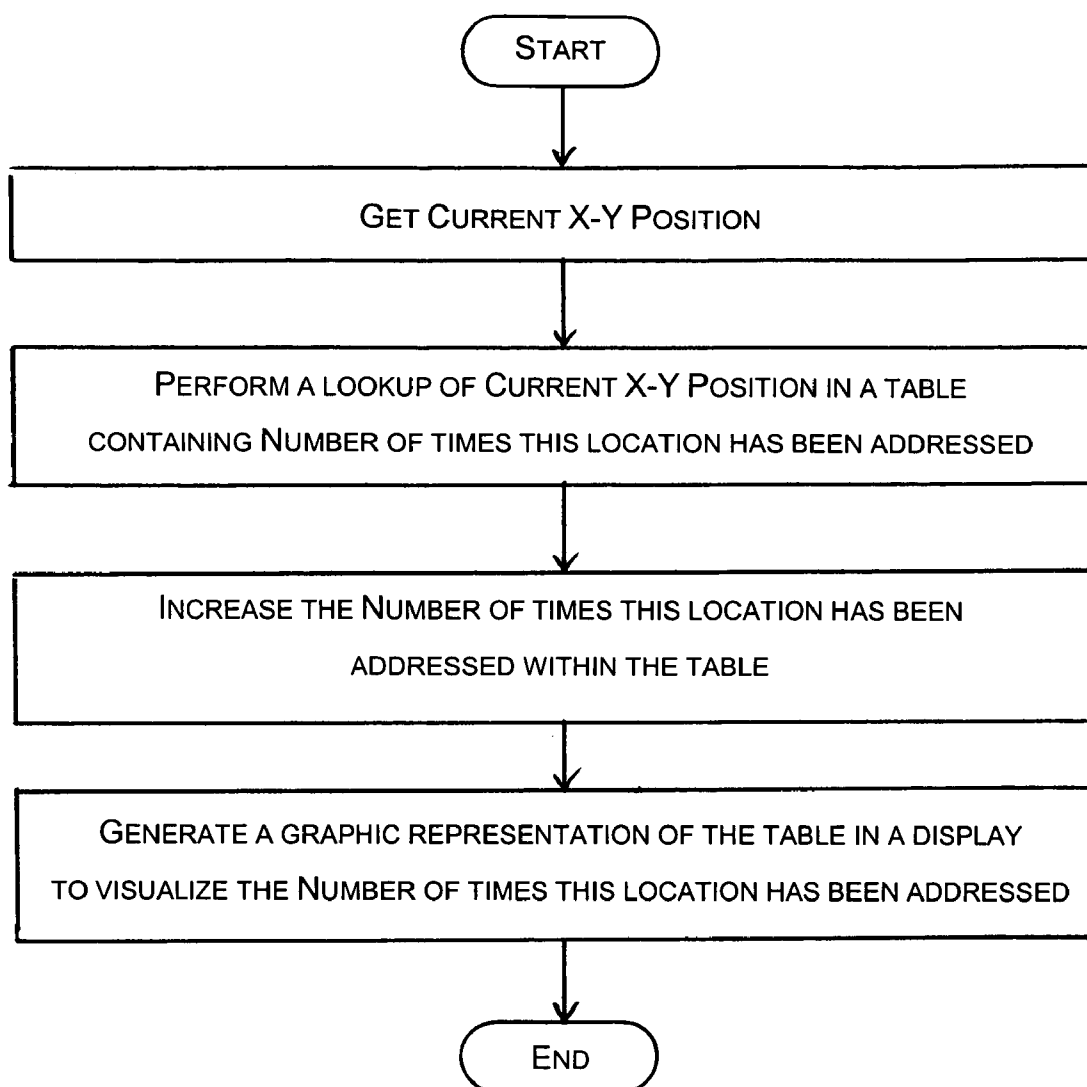 START
GET CURRENT X-Y POSITION
PERFORM A LOOKUP OF CURRENT X-Y POSITION IN A TABLE
CONTAINING NUMBER OF TIMES THIS LOCATION HAS BEEN ADDRESSED
INCREASE THE NUMBER OF TIMES THIS LOCATION HAS BEEN
ADDRESSED WITHIN THE TABLE
GENERATE A GRAPHIC REPRESENTATION OF THE TABLE IN A DISPLAY
TO VISUALIZE THE NUMBER OF TIMES THIS LOCATION HAS BEEN ADDRESSED
END